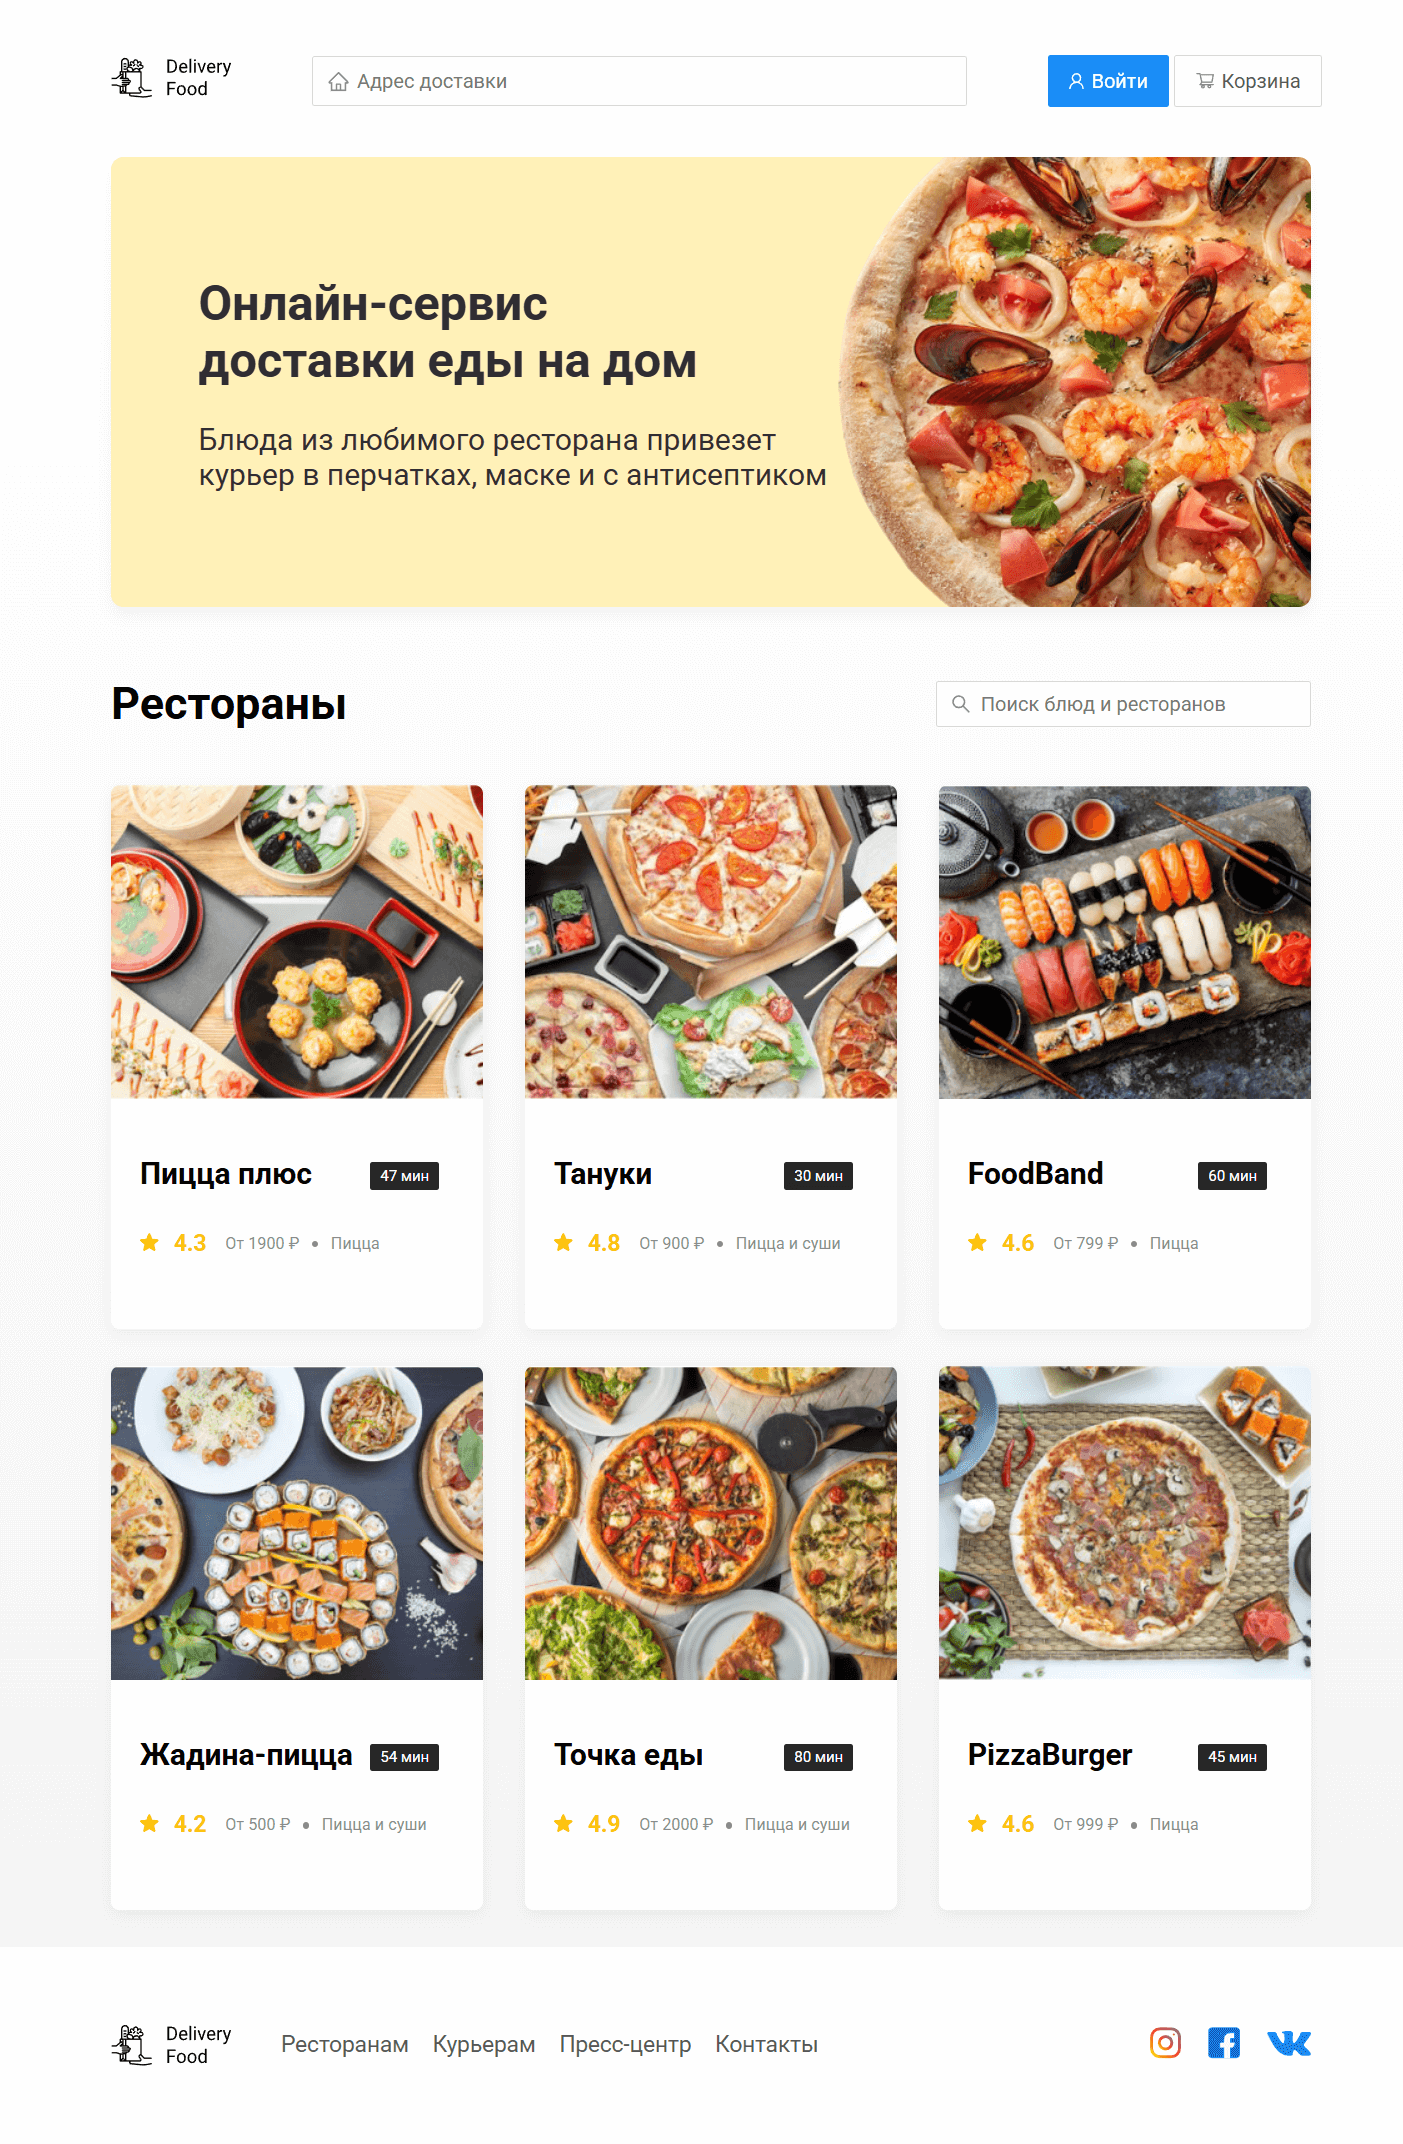 Delivery
Food
Адрес доставки
Войти
Корзина
Онлайн-сервис
доставки еды на дом
Блюда из любимого ресторана привезет
курьер в перчатках, маске и с антисептиком
Рестораны
Поиск блюд и ресторанов
Пицца плюс
47 мин
4.3 От 1900 ₽ • Пицца
Тануки
30 мин
4.8 От 900 ₽ • Пицца и суши
FoodBand
60 мин
4.6 От 799 ₽ • Пицца
Жадина-пицца
54 мин
4.2 От 500 ₽ • Пицца и суши
Точка еды
80 мин
4.9 От 2000 ₽ • Пицца и суши
PizzaBurger
45 мин
4.6 От 999 ₽ • Пицца
Delivery
Food
Ресторанам
Курьерам
Пресс-центр
Контакты